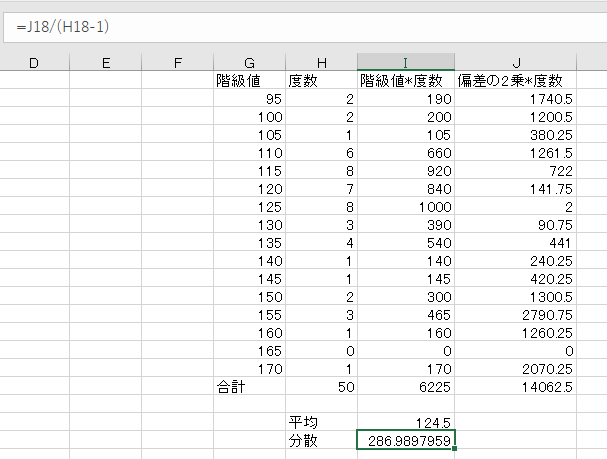 =J18/(H18-1)
D E F G H I J
階級値 度数 階級値*度数 偏差の2乗*度数
95 2 190 1740.5
100 2 200 1200.5
105 1 105 380.25
110 6 660 1261.5
115 8 920 722
120 7 840 141.75
125 8 1000 2
130 3 390 90.75
135 4 540 441
140 1 140 240.25
145 1 145 420.25
150 2 300 1300.5
155 3 465 2790.75
160 1 160 1260.25
165 0 0 0
170 1 170 2070.25
合計 50 6225 14062.5
平均 124.5
分散 286.9897959